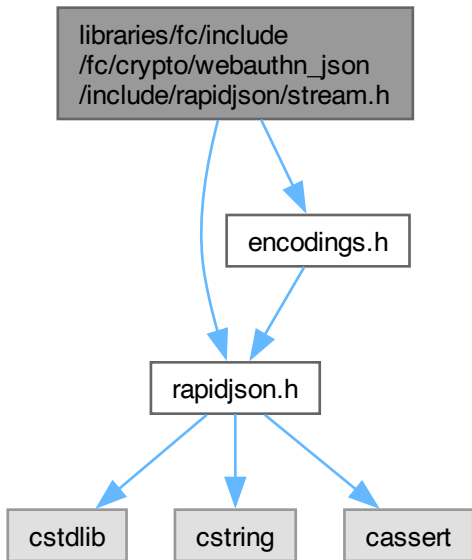 libraries/fc/include
/fc/crypto/webauthn_json
/include/rapidjson/stream.h
encodings.h
rapidjson.h
cstdlib
cstring
cassert